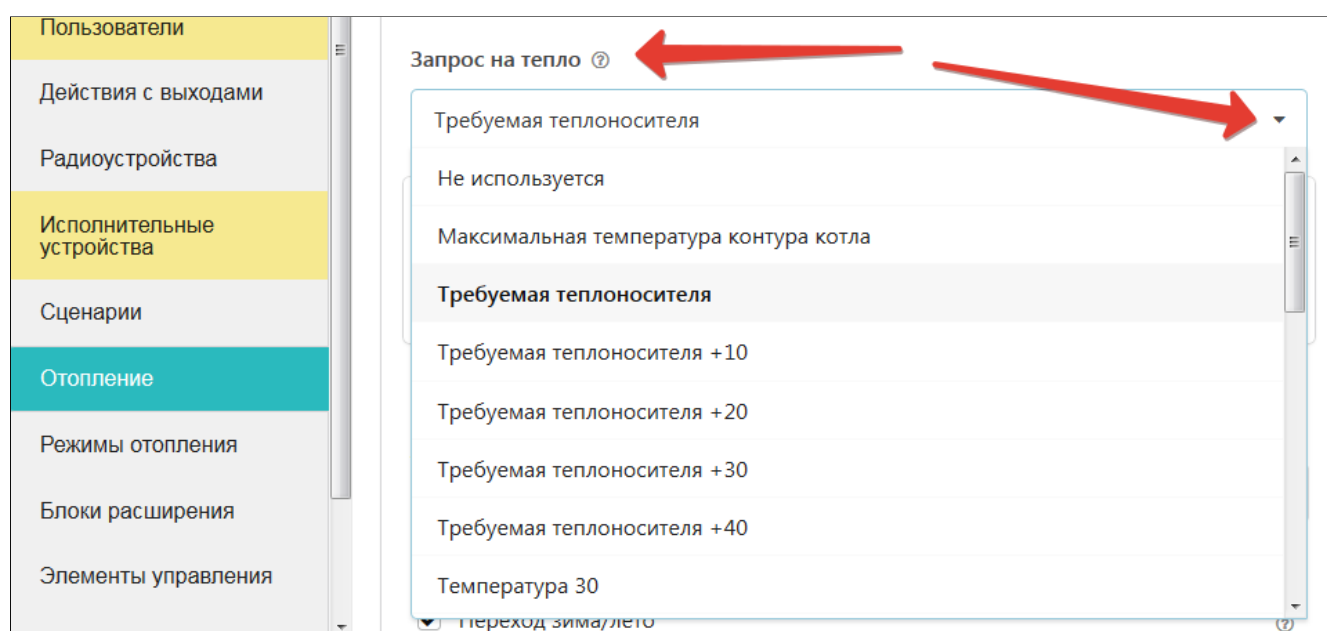 Пользователи
Действия с выходами
Радиоустройства
Исполнительные
устройства
Сценарии
Отопление
Режимы отопления
Блоки расширения
Элементы управления
Запрос на тепло ?
Требуемая теплоносителя
Не используется
Максимальная температура контура котла
Требуемая теплоносителя
Требуемая теплоносителя +10
Требуемая теплоносителя +20
Требуемая теплоносителя +30
Требуемая теплоносителя +40
Температура 30
Переход зима/лето ?